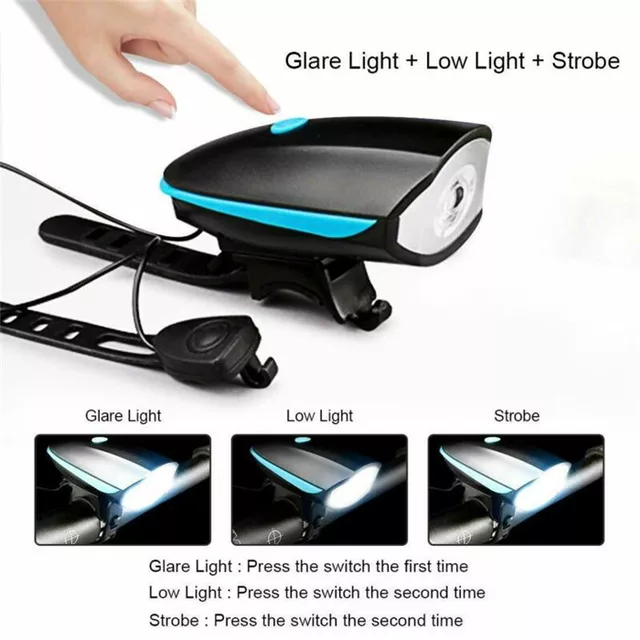 Glare Light + Low Light + Strobe
Glare Light
Low Light
Strobe
Glare Light : Press the switch the first time
Low Light : Press the switch the second time
Strobe : Press the switch the second time